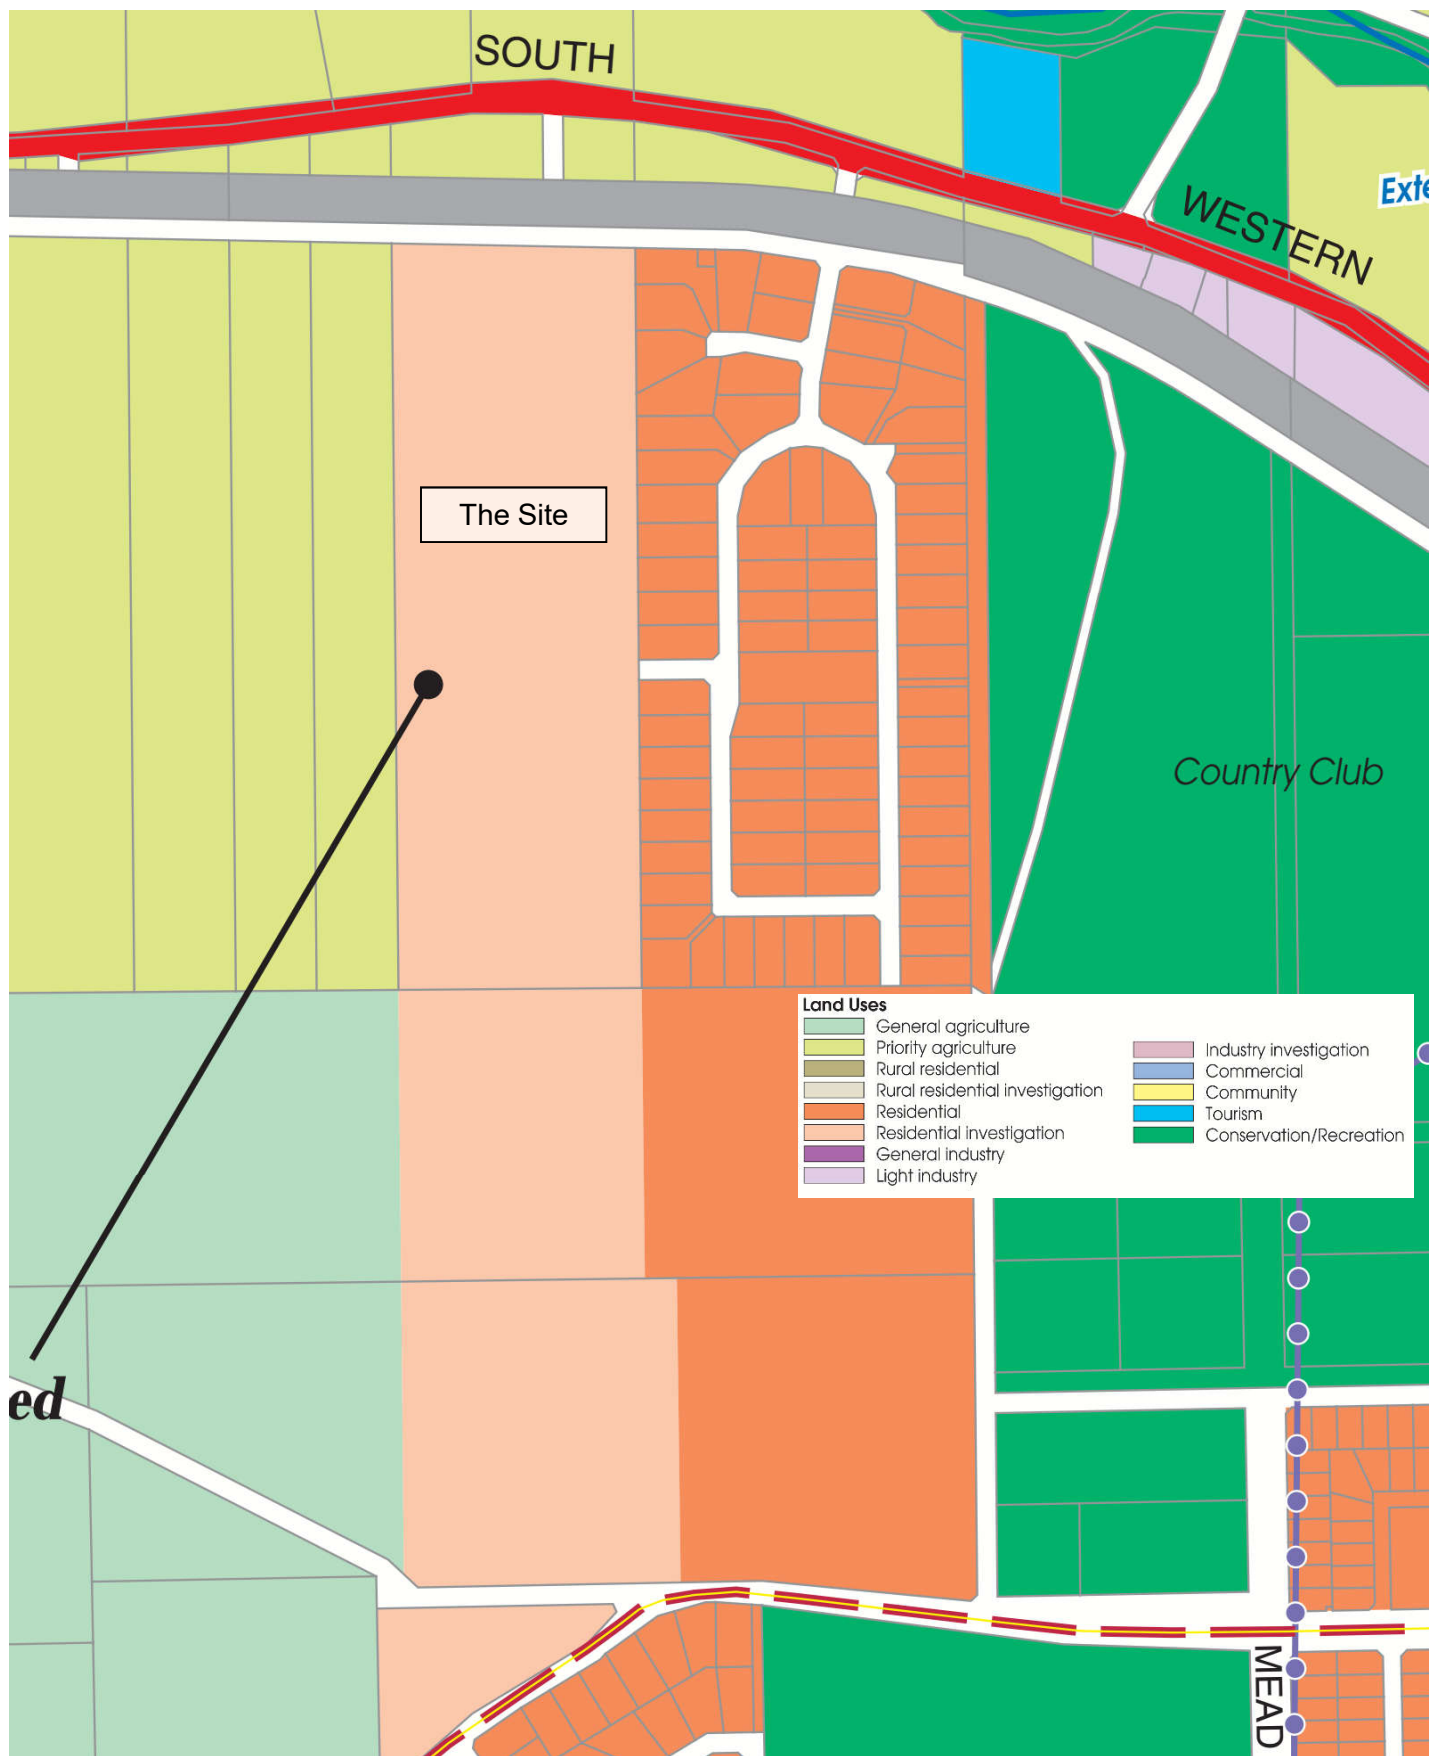 SOUTH
WESTERN
Exte
The Site
Country Club
Land Uses
General agriculture
Priority agriculture
Rural residential
Rural residential investigation
Residential
Residential investigation
General industry
Light industry
Industry investigation
Commercial
Community
Tourism
Conservation/Recreation
ed
MEAD